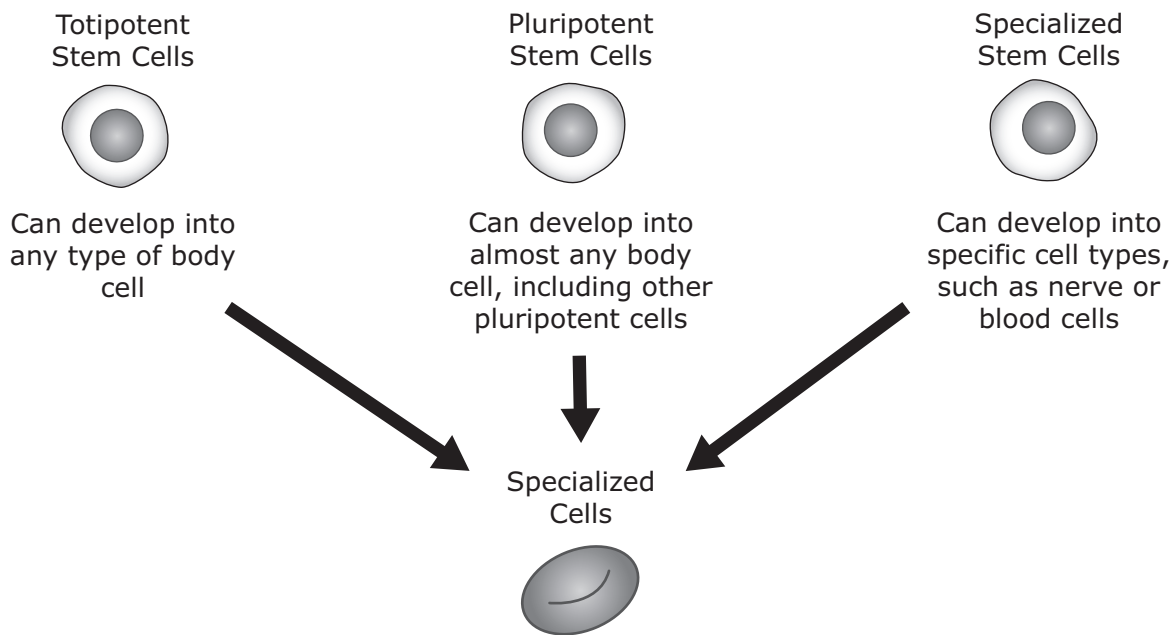 Totipotent
Stem Cells
Pluripotent
Stem Cells
Specialized
Stem Cells
Can develop into
any type of body
cell
Can develop into
almost any body
cell, including other
pluripotent cells
Can develop into
specific cell types,
such as nerve or
blood cells
Specialized
Cells